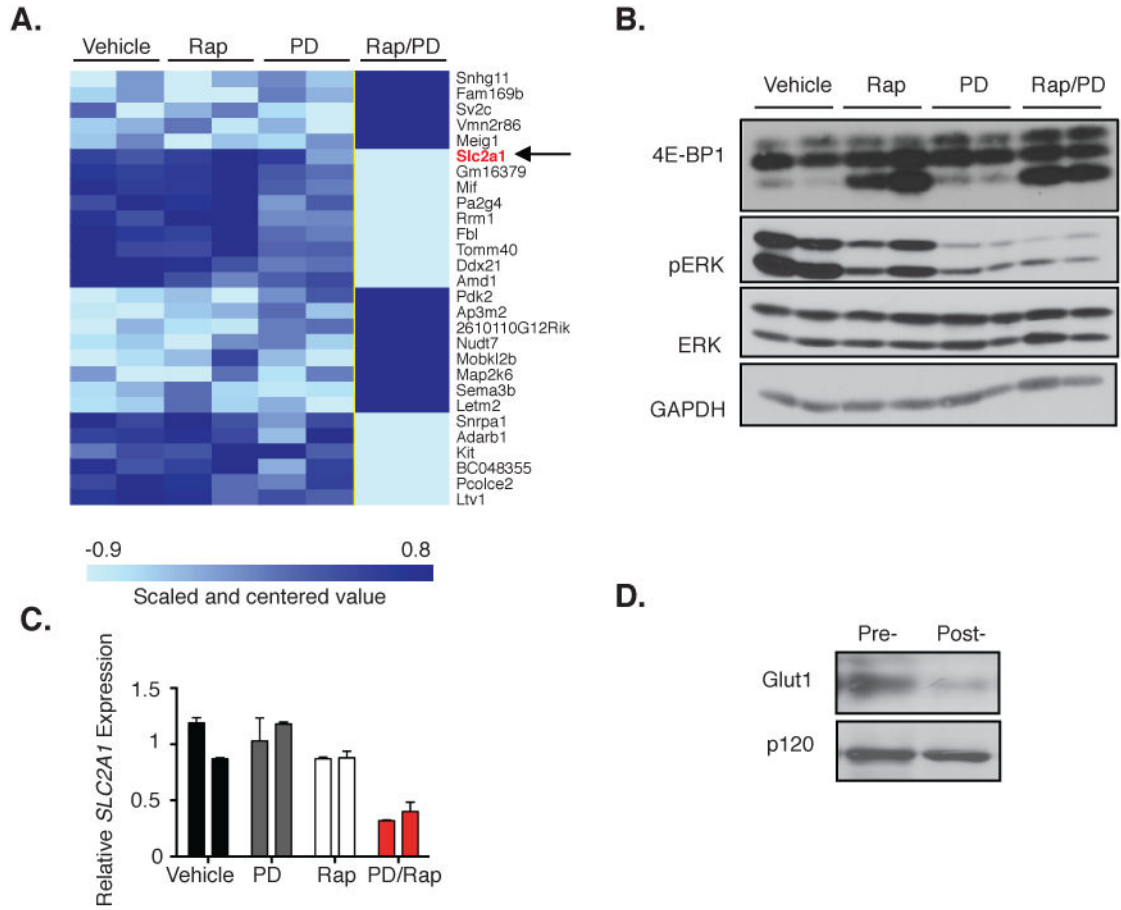 A.
Vehicle Rap PD Rap/PD
Snhg11
Fam169b
Sv2c
Vmn2r86
Meig1
Slc2a1
Gm16379
Mif
Pa2g4
Rrm1
Fbl
Tomm40
Ddx21
Amd1
Pdk2
Ap3m2
2610110G12Rik
Nudt7
Mobkl2b
Map2k6
Sema3b
Letm2
Snrpa1
Adarb1
Kit
BC048355
Pcolce2
Ltv1
-0.9 0.8
Scaled and centered value
B.
Vehicle Rap PD Rap/PD
4E-BP1
pERK
ERK
GAPDH
C.
Relative SLC2A1 Expression
1.5
1
0.5
0
Vehicle PD Rap PD/Rap
D.
Pre- Post-
Glut1
p120